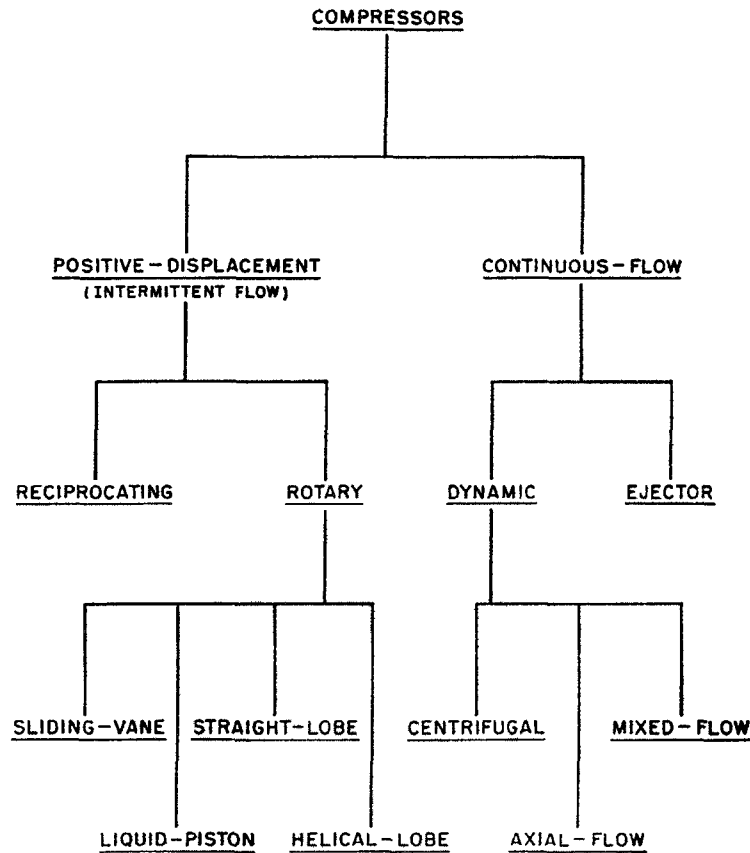 COMPRESSORS
POSITIVE-DISPLACEMENT
(INTERMITTENT FLOW)
CONTINUOUS-FLOW
RECIPROCATING
ROTARY
DYNAMIC
EJECTOR
SLIDING-VANE
STRAIGHT-LOBE
CENTRIFUGAL
MIXED-FLOW
LIQUID-PISTON
HELICAL-LOBE
AXIAL-FLOW